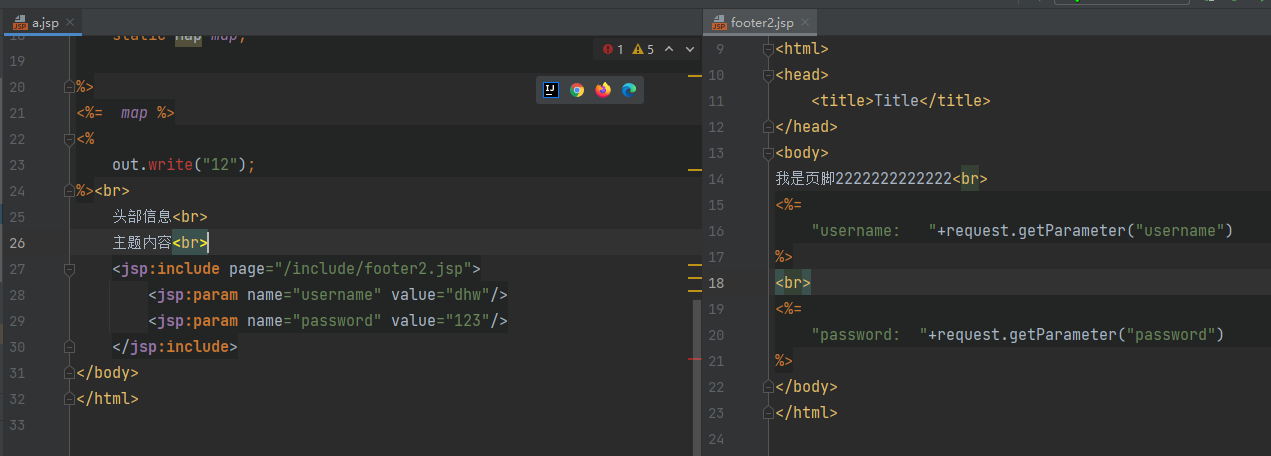 a.jsp
static Map map;
1 5
19
20 %>
21 <%=  map %>
22 <%
23 out.write("12");
24 %><br>
25 头部信息<br>
26 主题内容<br>
27 <jsp:include page="/include/footer2.jsp">
28 <jsp:param name="username" value="dhw"/>
29 <jsp:param name="password" value="123"/>
30 </jsp:include>
31 </body>
32 </html>
33
footer2.jsp
9 <html>
10 <head>
11 <title>Title</title>
12 </head>
13 <body>
14 我是页脚2222222222222<br>
15 <%=
16 "username:   "+request.getParameter("username")
17 %>
18 <br>
19 <%=
20 "password:  "+request.getParameter("password")
21 %>
22 </body>
23 </html>
24